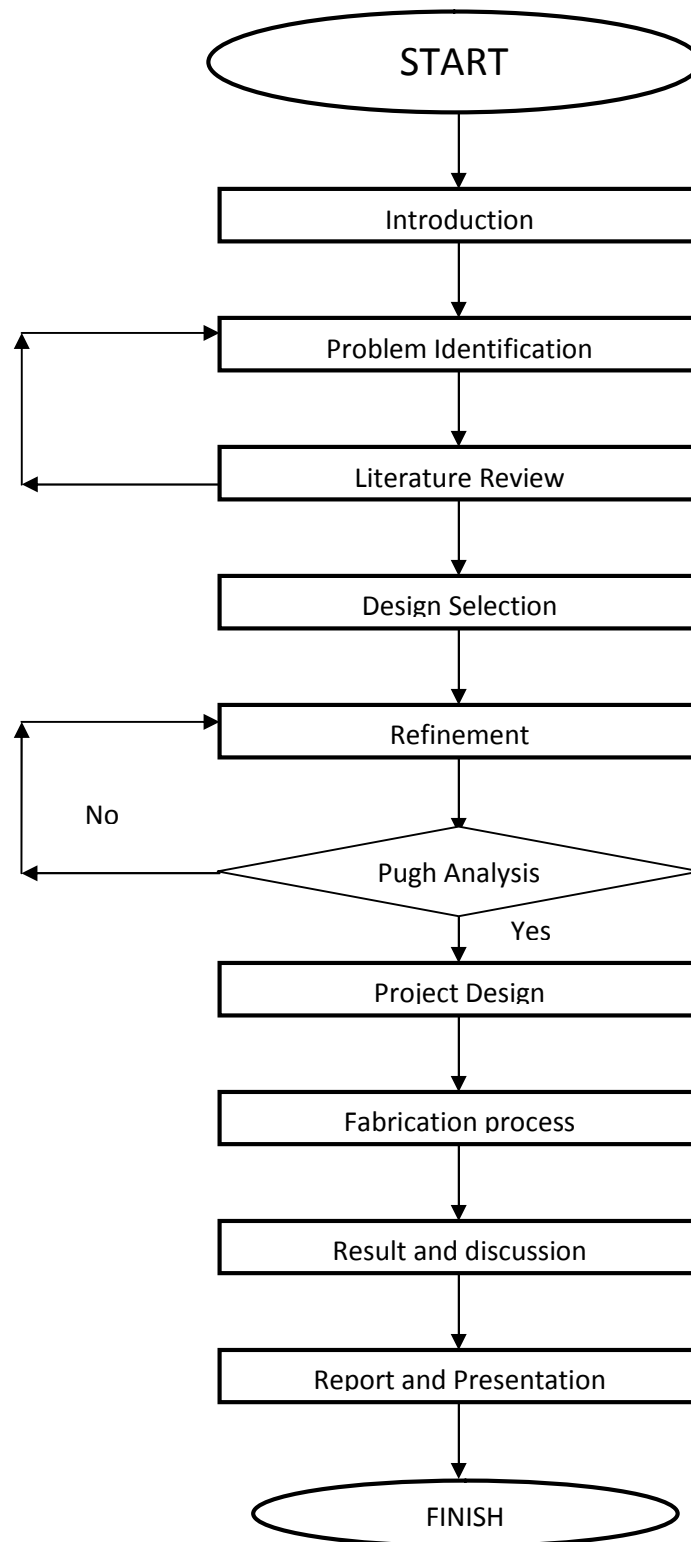 START
Introduction
Problem Identification
Literature Review
Design Selection
Refinement
No
Pugh Analysis
Yes
Project Design
Fabrication process
Result and discussion
Report and Presentation
FINISH